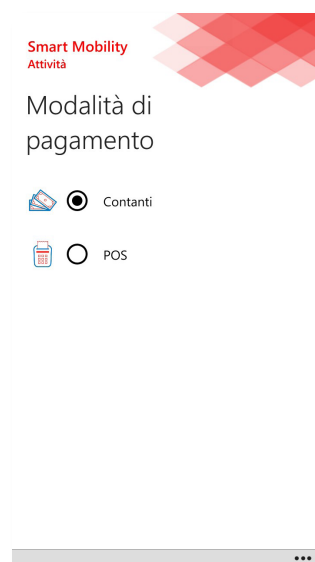 Smart Mobility
Attività
Modalità di
pagamento
Contanti
POS